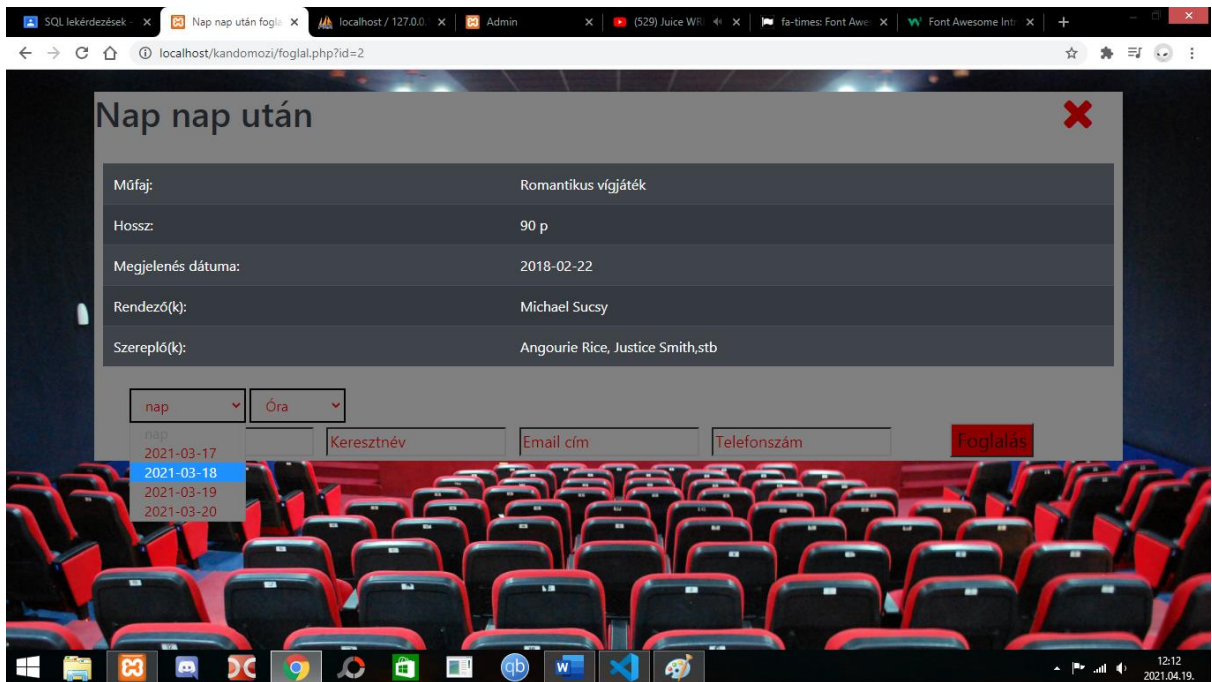 SQL lekérdezések -
Nap nap után fogla
localhost / 127.0.0.
Admin
(529) Juice WR
fa-times: Font Awe
Font Awesome Int
localhost/kandomozi/foglal.php?id=2
Nap nap után
Műfaj: Romantikus vígjáték
Hossz: 90 p
Megjelenés dátuma: 2018-02-22
Rendező(k): Michael Sucsy
Szerepló(k): Angourie Rice, Justice Smith,stb
nap Óra
nap
Keresztnév Email cím Telefonszám Foglalás
2021-03-17
2021-03-18
2021-03-19
2021-03-20
12:12
2021.04.19.